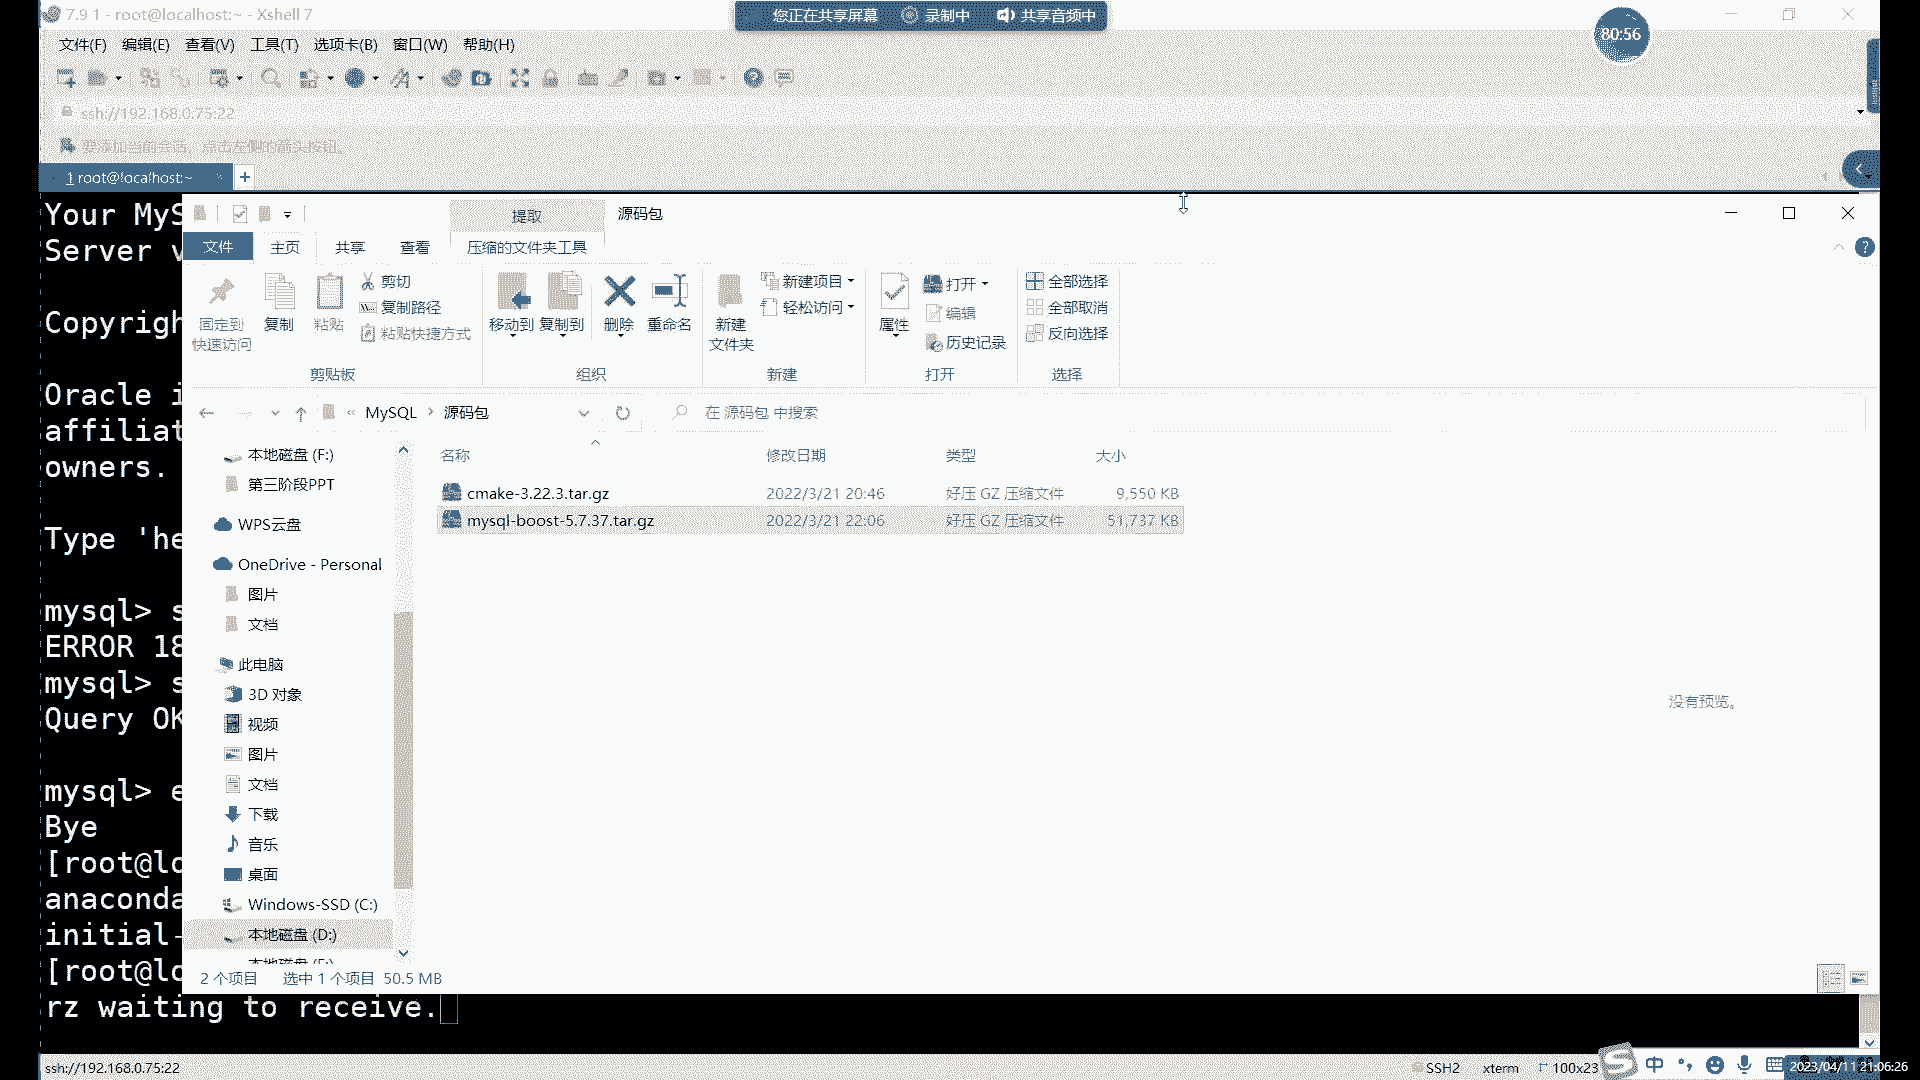 7.9 1 - root@localhost:~ - Xshell 7
您正在共享屏幕 录制中 共享音频中
80:56
文件(F) 编辑(E) 查看(V) 工具(T) 选项卡(B) 窗口(W) 帮助(H)
ssh://192.168.0.75:22
要添加当前会话，点击左侧的箭头按钮。
1 root@localhost:~ × +
Your MyS
Server v
Copyrigh
Oracle i
affiliat
owners.
Type 'he
mysql> s
ERROR 18
mysql> s
Query OK
mysql> e
Bye
[root@lo
anaconda
initial-
[root@lo
rz waiting to receive.
提取 源码包
文件 主页 共享 查看 压缩的文件夹工具
固定到快速访问
复制
粘贴
剪切
复制路径
粘贴快捷方式
剪贴板
移动到 复制到 删除 重命名
组织
新建文件夹
新建项目
轻松访问
新建
属性
打开
编辑
历史记录
打开
全部选择
全部取消
反向选择
选择
« MySQL > 源码包
在 源码包 中搜索
本地磁盘 (F:)
第三阶段PPT
WPS云盘
OneDrive - Personal
图片
文档
此电脑
3D 对象
视频
图片
文档
下载
音乐
桌面
Windows-SSD (C:)
本地磁盘 (D:)
名称 修改日期 类型 大小
cmake-3.22.3.tar.gz 2022/3/21 20:46 好压 GZ 压缩文件 9,550 KB
mysql-boost-5.7.37.tar.gz 2022/3/21 22:06 好压 GZ 压缩文件 51,737 KB
没有预览。
2 个项目 选中 1 个项目 50.5 MB
ssh://192.168.0.75:22 SSH2 xterm 100x23
中
2023/04/11 21:06:26